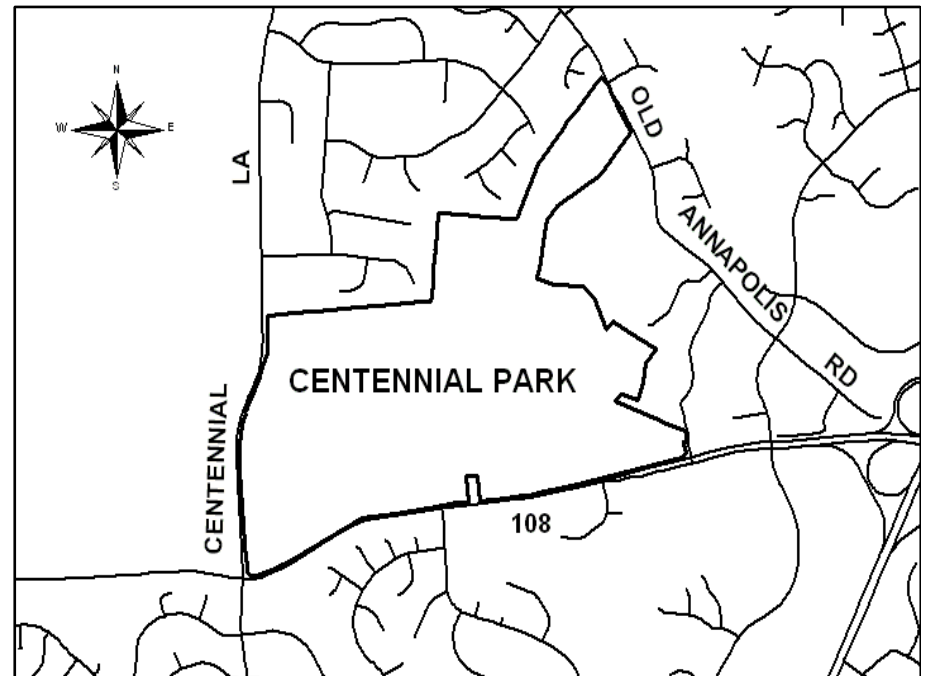 N
W E
S
CENTENNIAL LA
OLD ANNAPOLIS RD
CENTENNIAL PARK
108